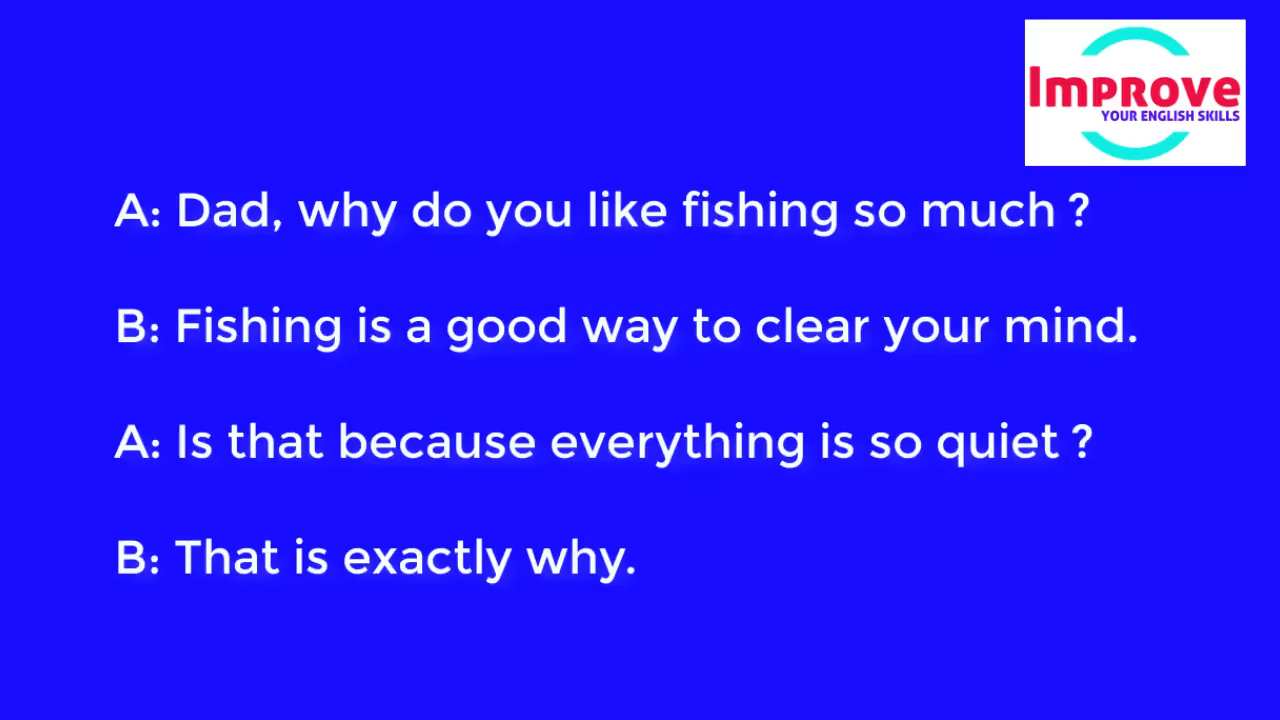 Improve
YOUR ENGLISH SKILLS
A: Dad, why do you like fishing so much ?
B: Fishing is a good way to clear your mind.
A: Is that because everything is so quiet ?
B: That is exactly why.